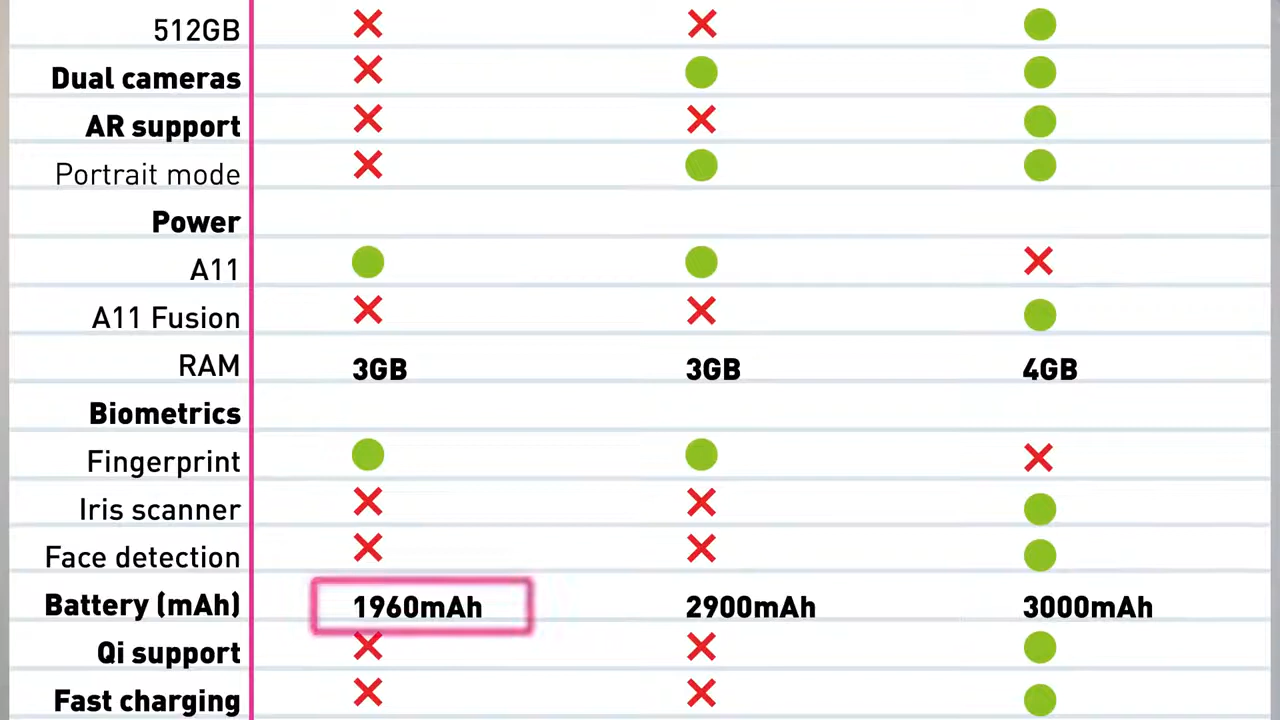 512GB
Dual cameras
AR support
Portrait mode
Power
A11
A11 Fusion
RAM 3GB 3GB 4GB
Biometrics
Fingerprint
Iris scanner
Face detection
Battery (mAh) 1960mAh 2900mAh 3000mAh
Qi support
Fast charging